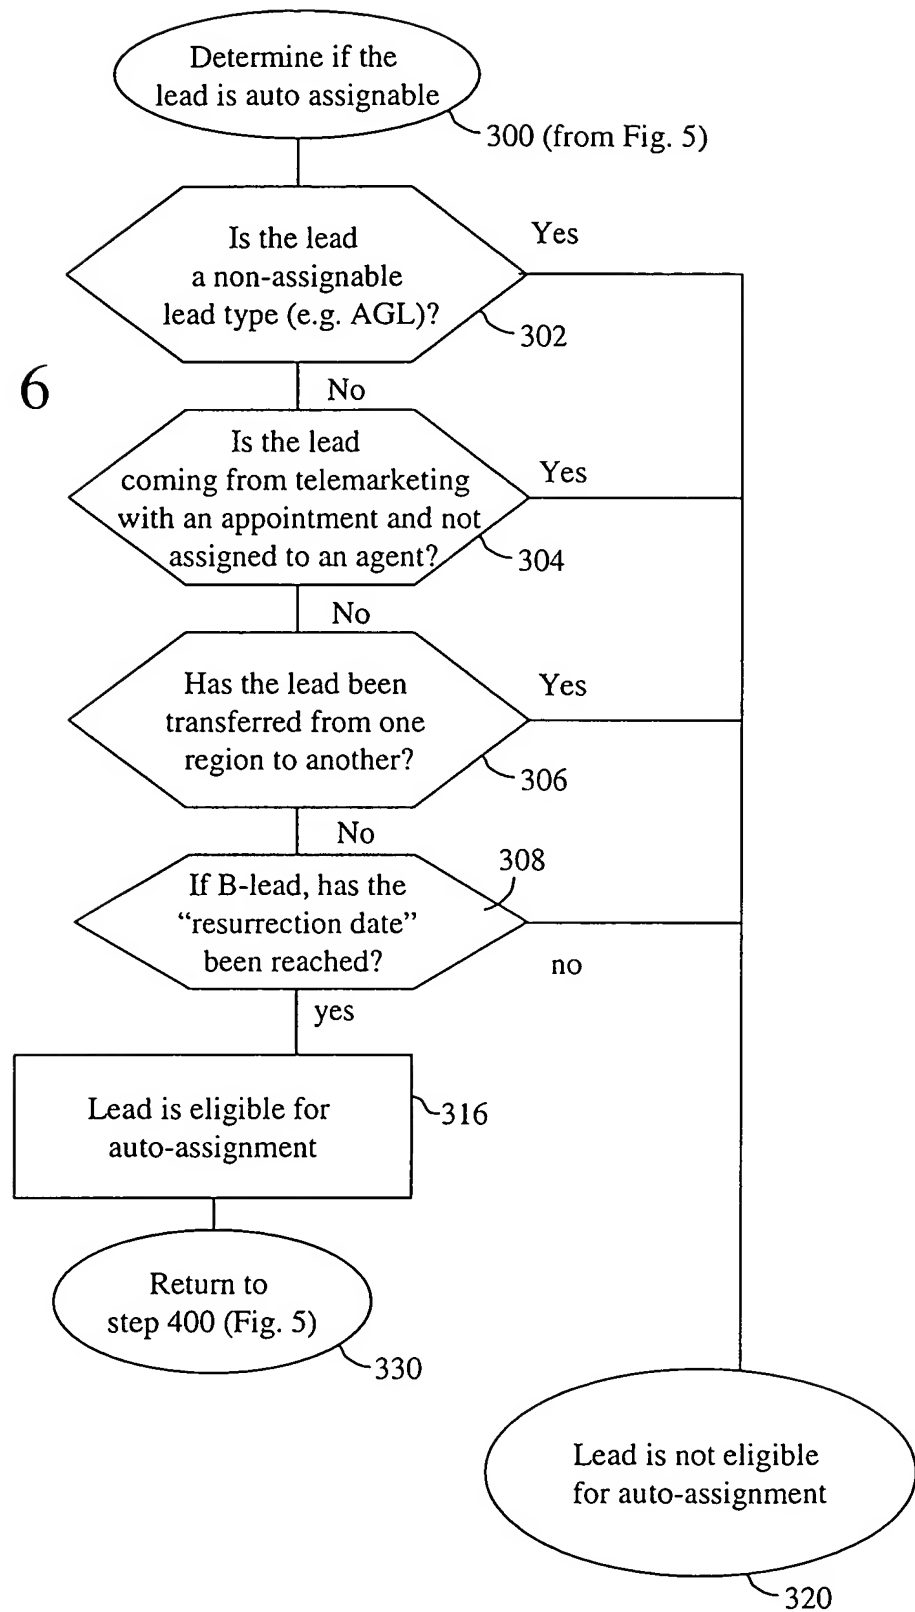 Determine if the
lead is auto assignable
300 (from Fig. 5)
Is the lead
a non-assignable
lead type (e.g. AGL)?
Yes
302
6
No
Is the lead
coming from telemarketing
with an appointment and not
assigned to an agent?
Yes
304
No
Has the lead been
transferred from one
region to another?
Yes
306
No
If B-lead, has the
“resurrection date”
been reached?
308
no
yes
Lead is eligible for
auto-assignment
316
Return to
step 400 (Fig. 5)
330
Lead is not eligible
for auto-assignment
320